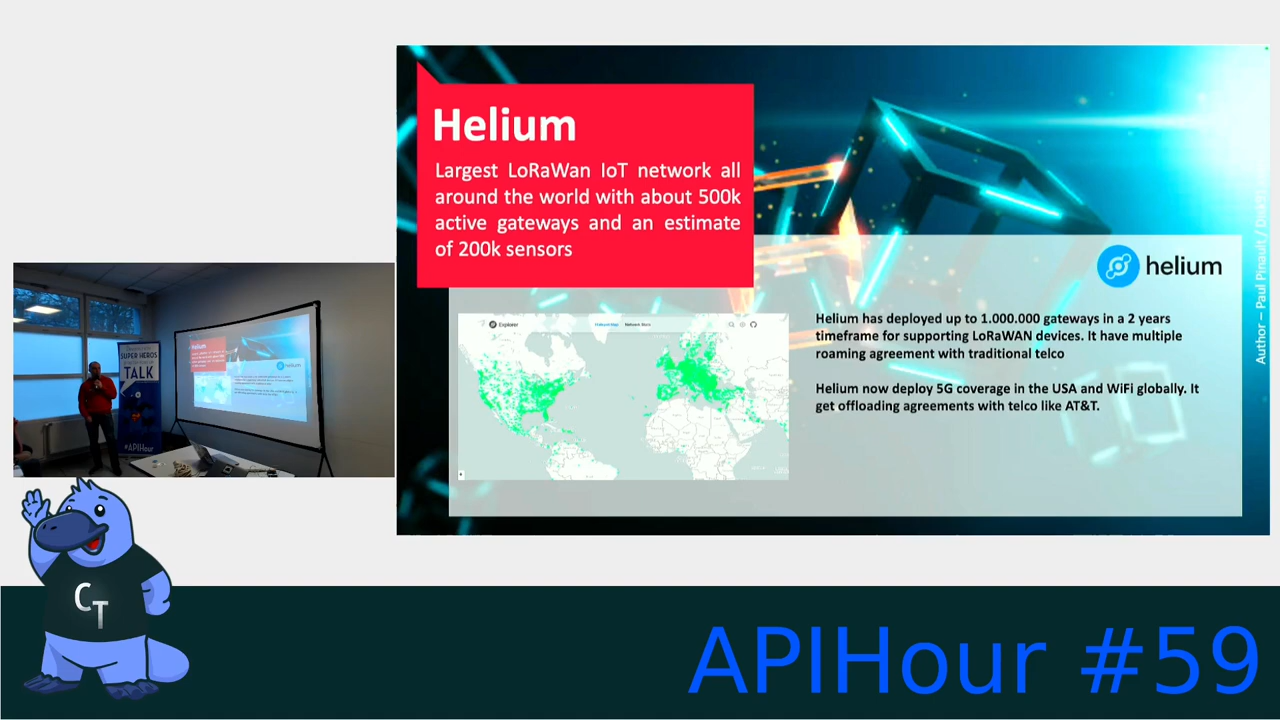 Helium
Largest LoRaWan IoT network all
around the world with about 500k
active gateways and an estimate
of 200k sensors
helium
Helium has deployed up to 1.000.000 gateways in a 2 years
timeframe for supporting LoRaWAN devices. It have multiple
roaming agreement with traditional telco
Helium now deploy 5G coverage in the USA and WiFi globally. It
get offloading agreements with telco like AT&T.
Explorer
Author – Paul Pinault /
Helium
helium
SUPER HEROS
TALK
#APIHour
CT
APIHour #59